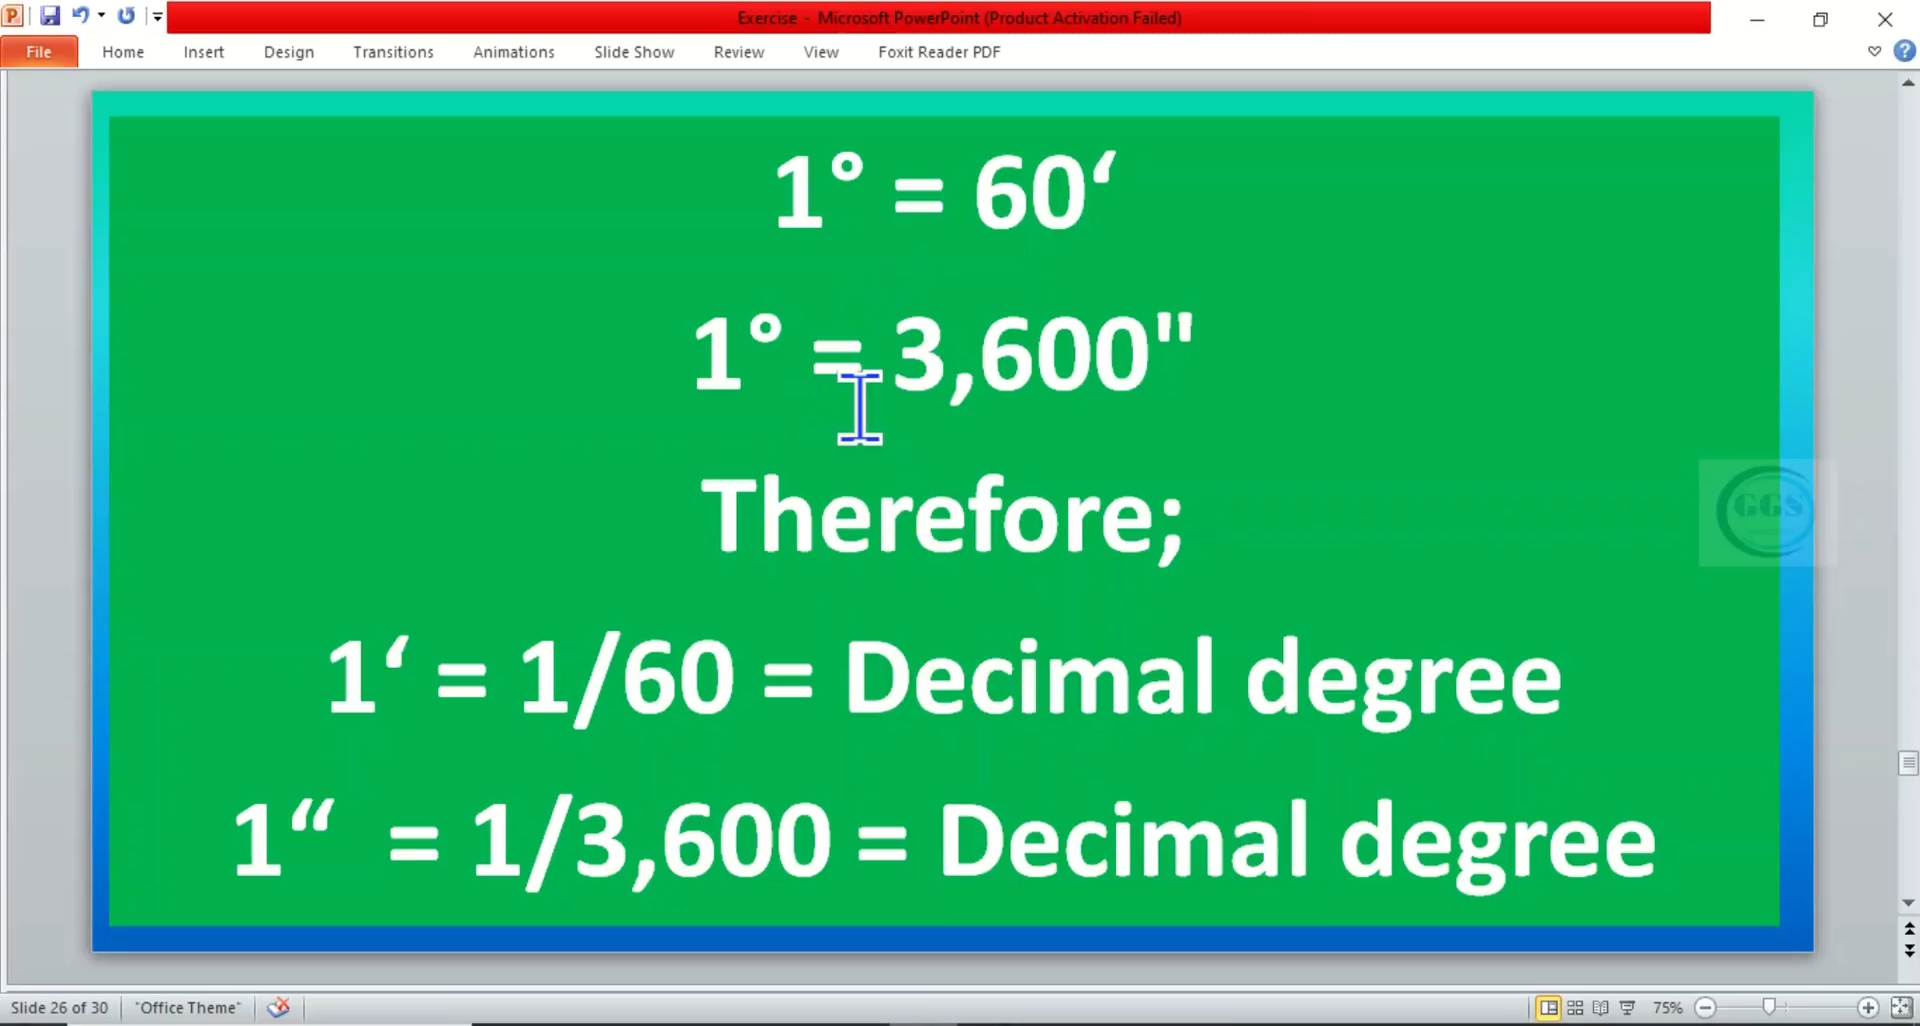 Exercise - Microsoft PowerPoint (Product Activation Failed)
File Home Insert Design Transitions Animations Slide Show Review View Foxit Reader PDF
1° = 60‘
1° = 3,600"
Therefore;
1‘ = 1/60 = Decimal degree
1“ = 1/3,600 = Decimal degree
GGS
Slide 26 of 30 "Office Theme" 75%